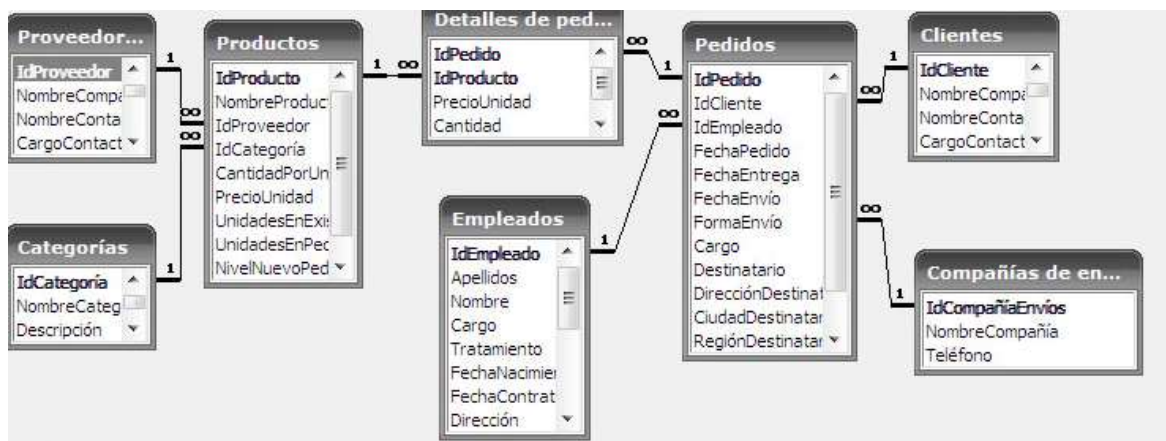 Proveedor...
IdProveedor
NombreCompa
NombreConta
CargoContact
Categorías
IdCategoría
NombreCateg
Descripción
Productos
IdProducto
NombreProduc
IdProveedor
IdCategoría
CantidadPorUn
PrecioUnidad
UnidadesEnExi
UnidadesEnPed
NivelNuevoPed
Detalles de ped...
IdPedido
IdProducto
PrecioUnidad
Cantidad
Empleados
IdEmpleado
Apellidos
Nombre
Cargo
Tratamiento
FechaNacimie
FechaContrat
Dirección
Pedidos
IdPedido
IdCliente
IdEmpleado
FechaPedido
FechaEntrega
FechaEnvío
FormaEnvío
Cargo
Destinatario
DirecciónDestinat
CiudadDestinatar
RegiónDestinatar
Clientes
IdCliente
NombreCompa
NombreConta
CargoContact
Compañías de en...
IdCompañíaEnvíos
NombreCompañía
Teléfono
1 ∞
1 ∞
1 ∞
∞ 1
1 ∞
1 ∞
∞ 1